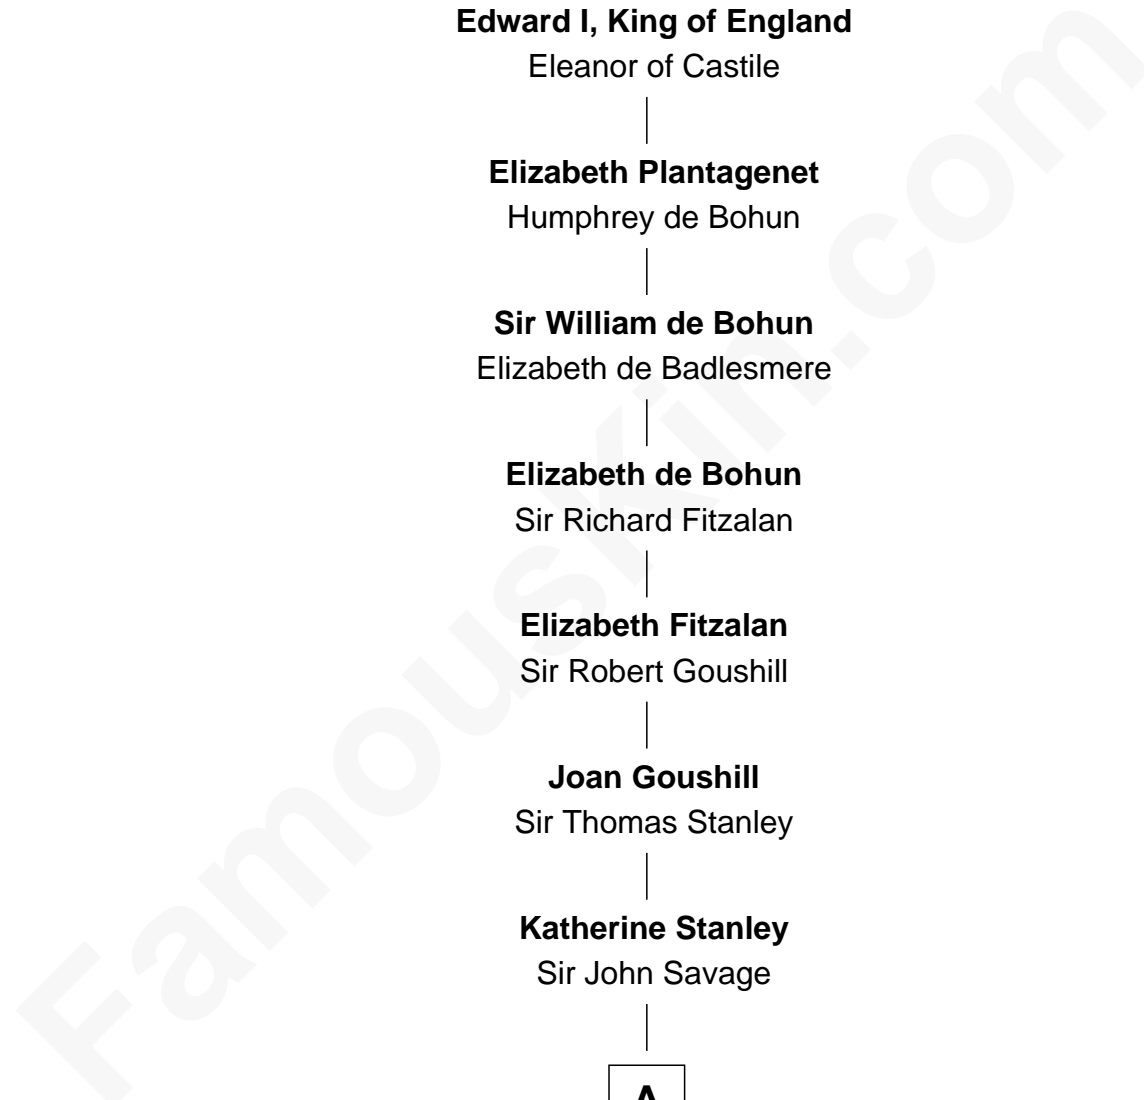 Edward I, King of England
Eleanor of Castile
Elizabeth Plantagenet
Humphrey de Bohun
Sir William de Bohun
Elizabeth de Badlesmere
Elizabeth de Bohun
Sir Richard Fitzalan
Elizabeth Fitzalan
Sir Robert Goushill
Joan Goushill
Sir Thomas Stanley
Katherine Stanley
Sir John Savage
A
FamousKin.com